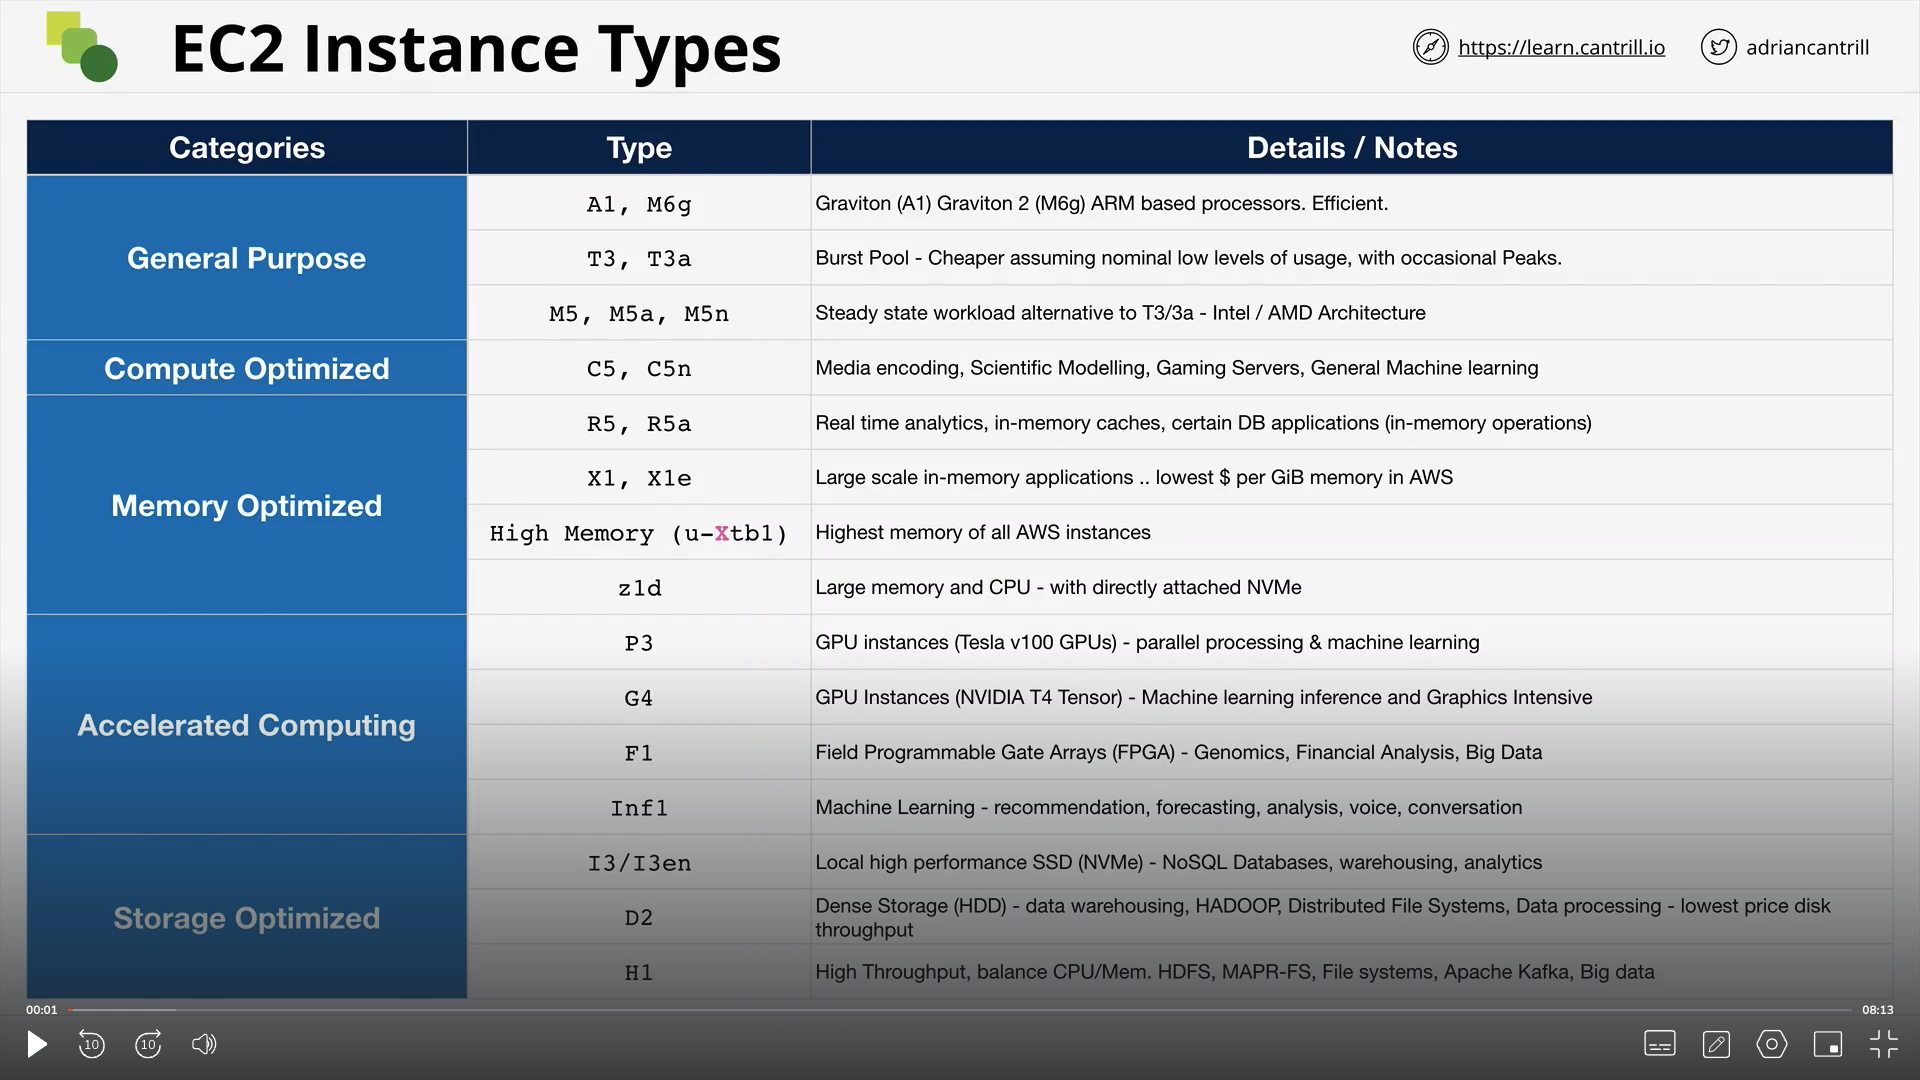 EC2 Instance Types
https://learn.cantrill.io
adriancantrill
Categories
Type
Details / Notes
General Purpose
A1, M6g
Graviton (A1) Graviton 2 (M6g) ARM based processors. Efficient.
T3, T3a
Burst Pool - Cheaper assuming nominal low levels of usage, with occasional Peaks.
M5, M5a, M5n
Steady state workload alternative to T3/3a - Intel / AMD Architecture
Compute Optimized
C5, C5n
Media encoding, Scientific Modelling, Gaming Servers, General Machine learning
Memory Optimized
R5, R5a
Real time analytics, in-memory caches, certain DB applications (in-memory operations)
X1, X1e
Large scale in-memory applications .. lowest $ per GiB memory in AWS
High Memory (u-Xtb1)
Highest memory of all AWS instances
z1d
Large memory and CPU - with directly attached NVMe
Accelerated Computing
P3
GPU instances (Tesla v100 GPUs) - parallel processing & machine learning
G4
GPU Instances (NVIDIA T4 Tensor) - Machine learning inference and Graphics Intensive
F1
Field Programmable Gate Arrays (FPGA) - Genomics, Financial Analysis, Big Data
Inf1
Machine Learning - recommendation, forecasting, analysis, voice, conversation
Storage Optimized
I3/I3en
Local high performance SSD (NVMe) - NoSQL Databases, warehousing, analytics
D2
Dense Storage (HDD) - data warehousing, HADOOP, Distributed File Systems, Data processing - lowest price disk
throughput
H1
High Throughput, balance CPU/Mem. HDFS, MAPR-FS, File systems, Apache Kafka, Big data
00:01
08:13
10
10